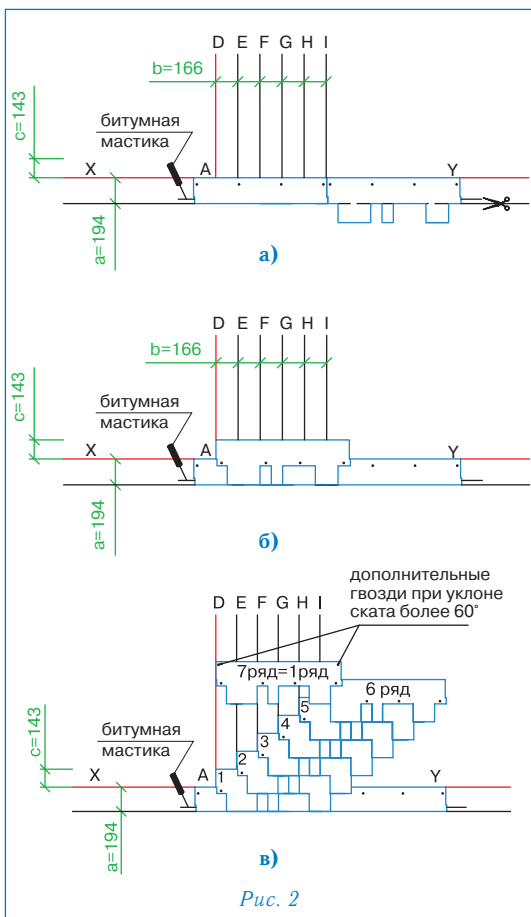 D E F G H I
b=166
c=143
битумная
мастика
X A Y
a=194
а)
D E F G H I
b=166
c=143
битумная
мастика
X A Y
a=194
б)
дополнительные
гвозди при уклоне
ската более 60°
D E F G H I
7ряд=1ряд
6 ряд
5
4
3
2
1
c=143
битумная
мастика
X A Y
a=194
в)
Рис. 2